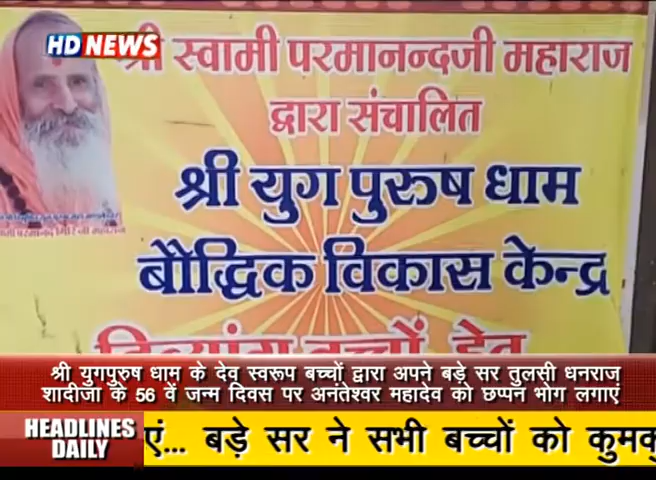 HD NEWS
श्री स्वामी परमानन्दजी महाराज
द्वारा संचालित
श्री युग पुरुष धाम
बौद्धिक विकास केन्द्र
श्री युगपुरुष धाम के देव स्वरूप बच्चों द्वारा अपने बड़े सर तुलसी धनराज
शादीजा के 56 वें जन्म दिवस पर अनंतेश्वर महादेव को छप्पन भोग लगाएं
HEADLINES
DAILY
एं... बड़े सर ने सभी बच्चों को कुमकु